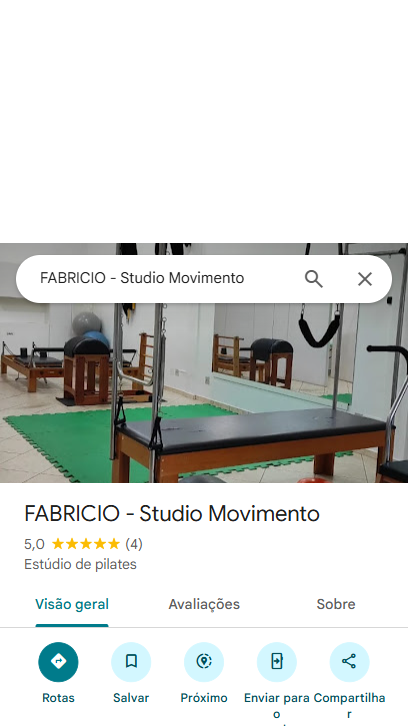 FABRICIO - Studio Movimento
FABRICIO - Studio Movimento
5,0 ★★★★★ (4)
Estúdio de pilates
Visão geral Avaliações Sobre
Rotas Salvar Próximo Enviar para o Compartilhar